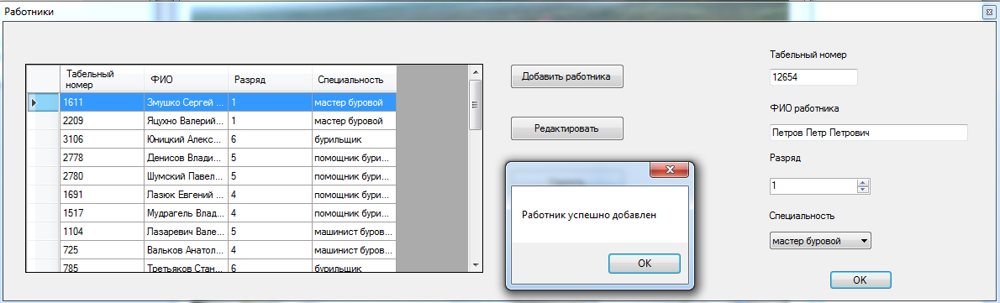 Работники
Табельный номер
ФИО
Разряд
Специальность
1611 Змушко Сергей ... 1 мастер буровой
2209 Яцухно Валерий... 1 мастер буровой
3106 Юницкий Алекс... 6 бурильщик
2778 Денисов Влади... 5 помощник бури...
2780 Шумский Павел... 5 помощник бури...
1691 Лазюк Евгений ... 4 помощник бури...
1517 Мудрагель Влад... 4 помощник бури...
1104 Лазаревич Вале... 5 машинист буров...
725 Вальков Анатол... 4 машинист буров...
785 Третьяков Стан... 6 бурильщик
Добавить работника
Редактировать
Работник успешно добавлен
OK
Табельный номер
12654
ФИО работника
Петров Петр Петрович
Разряд
1
Специальность
мастер буровой
OK